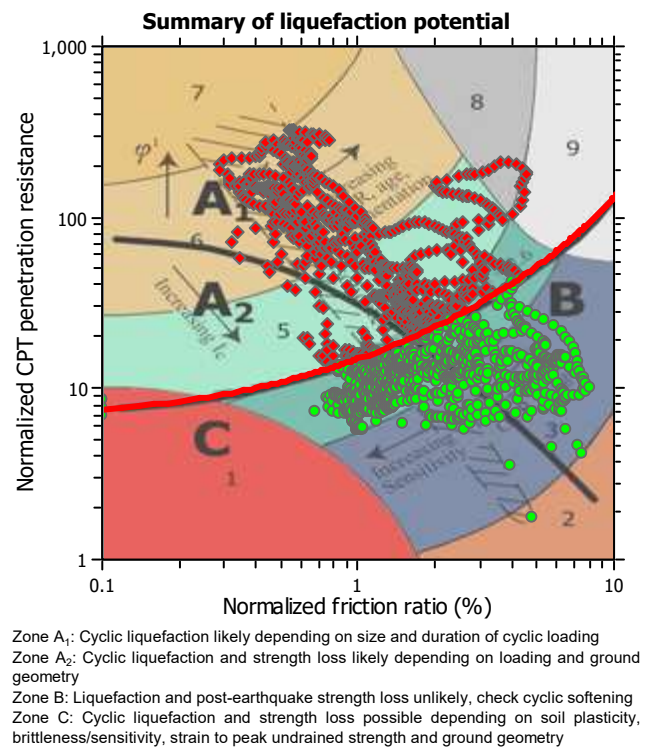 Summary of liquefaction potential
1,000
7
8
9
φ'
Increasing
age,
A1
100
6
A2
B
Increasing Ic
5
10
C
1
3
Increasing
Sensitivity
2
1
0.1
1
10
Normalized CPT penetration resistance
Normalized friction ratio (%)
Zone A1: Cyclic liquefaction likely depending on size and duration of cyclic loading
Zone A2: Cyclic liquefaction and strength loss likely depending on loading and ground
geometry
Zone B: Liquefaction and post-earthquake strength loss unlikely, check cyclic softening
Zone C: Cyclic liquefaction and strength loss possible depending on soil plasticity,
brittleness/sensitivity, strain to peak undrained strength and ground geometry